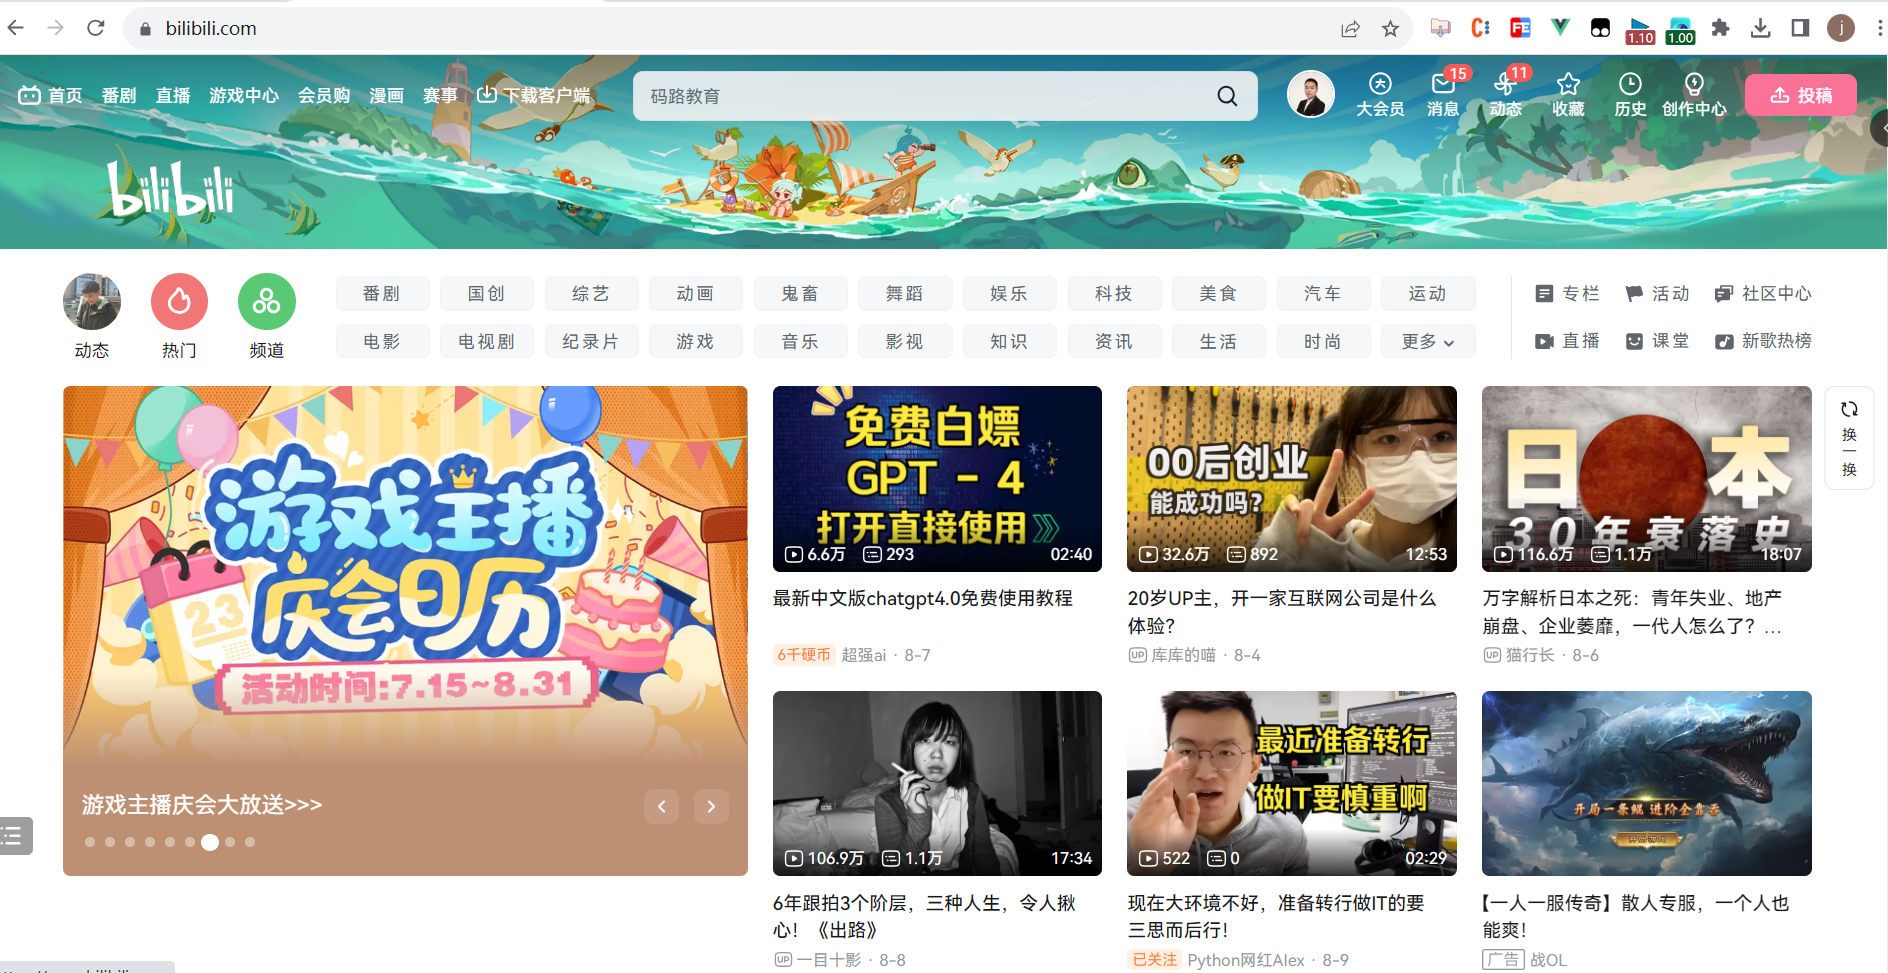 bilibili.com
1.10
1.00
j
首页 番剧 直播 游戏中心 会员购 漫画 赛事 下载客户端
码路教育
大会员 消息 动态 收藏 历史 创作中心 投稿
15
11
bilibili
动态 热门 频道
番剧 国创 综艺 动画 鬼畜 舞蹈 娱乐 科技 美食 汽车 运动
电影 电视剧 纪录片 游戏 音乐 影视 知识 资讯 生活 时尚 更多
专栏 活动 社区中心
直播 课堂 新歌热榜
游戏主播
庆会日历
23
活动时间:7.15~8.31
游戏主播庆会大放送>>>
免费白嫖
GPT - 4
打开直接使用
6.6万 293 02:40
最新中文版chatgpt4.0免费使用教程
6千硬币 超强ai · 8-7
00后创业
能成功吗？
32.6万 892 12:53
20岁UP主，开一家互联网公司是什么
体验？
UP 库库的喵 · 8-4
日本
30年衰落史
116.6万 1.1万 18:07
万字解析日本之死：青年失业、地产
崩盘、企业萎靡，一代人怎么了？...
UP 猫行长 · 8-6
换一换
106.9万 1.1万 17:34
6年跟拍3个阶层，三种人生，令人揪
心！《出路》
UP 一目十影 · 8-8
最近准备转行
做IT要慎重啊
522 0 02:29
现在大环境不好，准备转行做IT的要
三思而后行！
已关注 Python网红Alex · 8-9
开局一条鲲 进阶全靠吞
【一人一服传奇】散人专服，一个人也
能爽！
广告 战OL